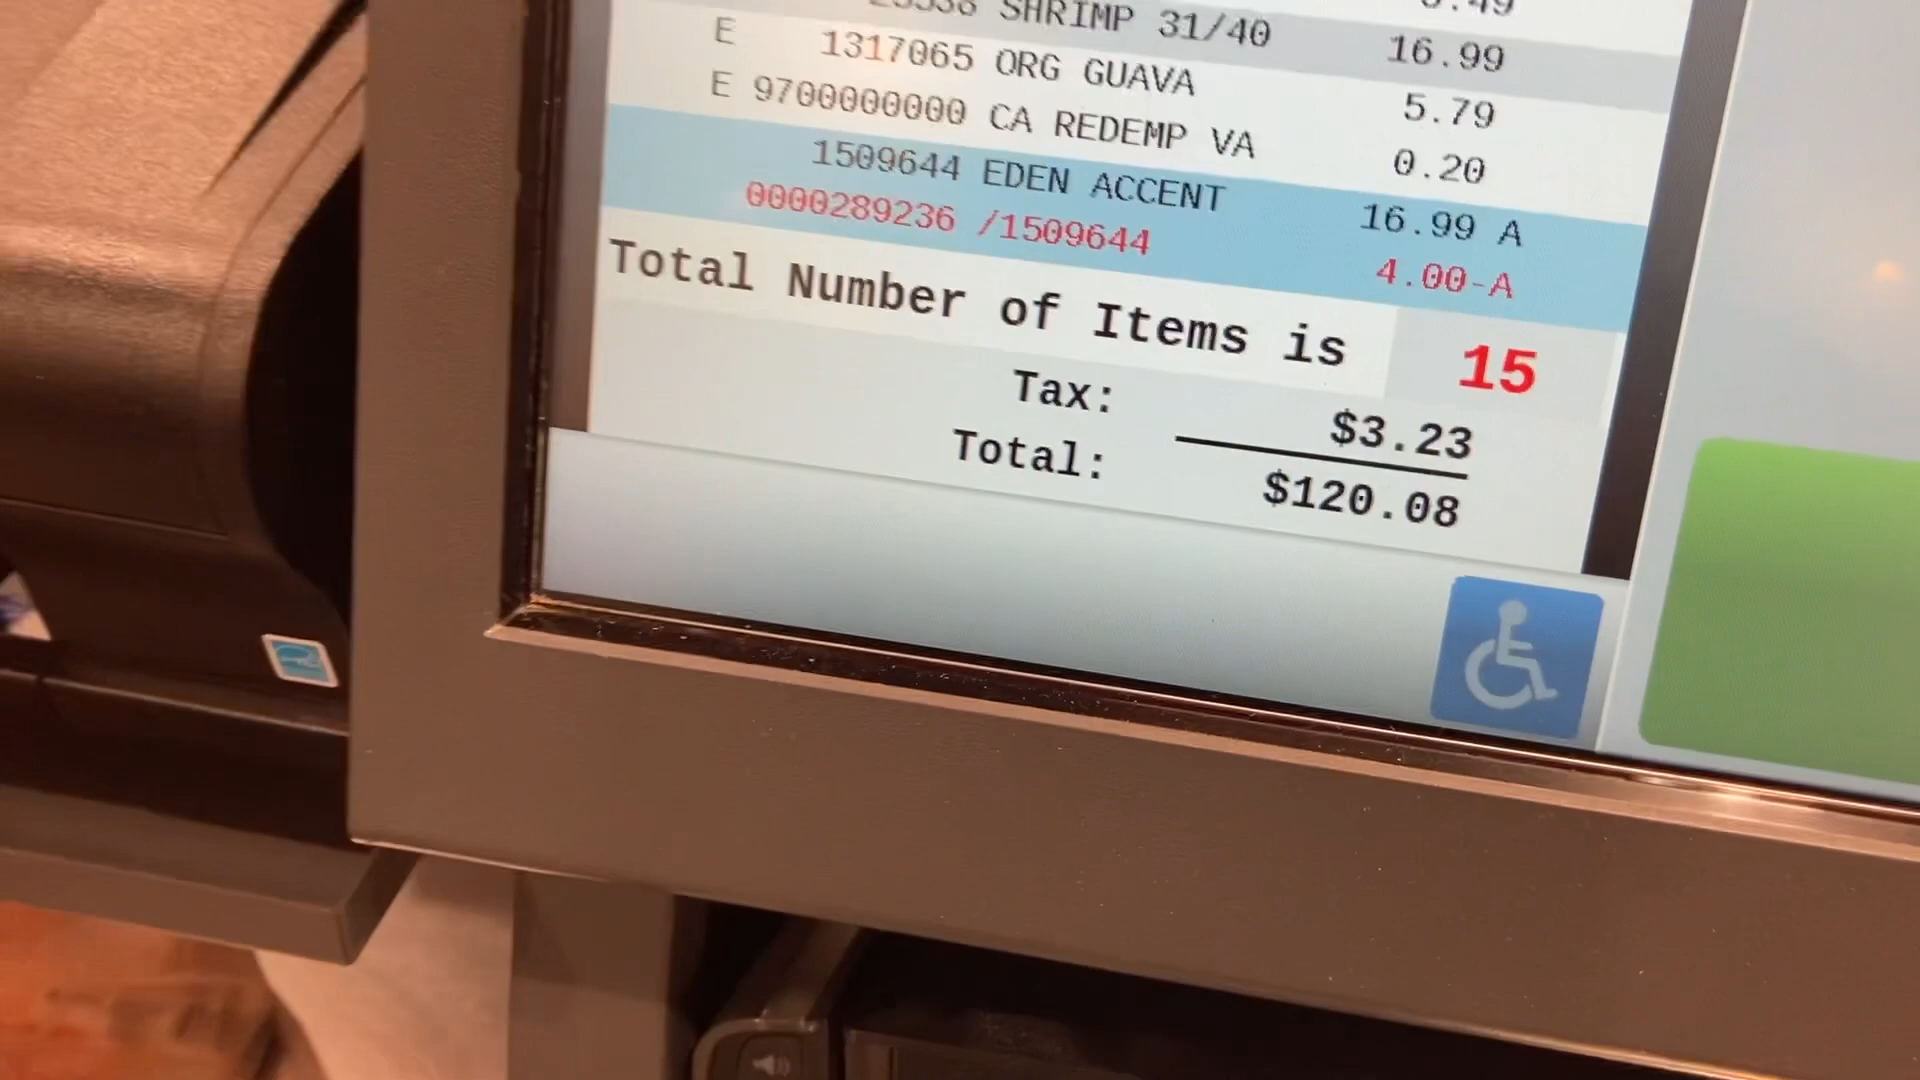 SHRIMP 31/40 16.99
E 1317065 ORG GUAVA 5.79
E 9700000000 CA REDEMP VA 0.20
1509644 EDEN ACCENT 16.99 A
0000289236 /1509644 4.00-A
Total Number of Items is 15
Tax: $3.23
Total: $120.08